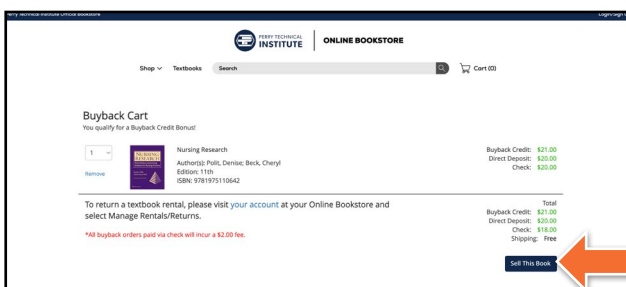 Perry Technical Institute Official Bookstore
Login/Sign
PERRY TECHNICAL
INSTITUTE
ONLINE BOOKSTORE
Shop
Textbooks
Search
Cart (0)
Buyback Cart
You qualify for a Buyback Credit Bonus!
1
Remove
NURSING
RESEARCH
Nursing Research
Author(s): Polit, Denise; Beck, Cheryl
Edition: 11th
ISBN: 9781975110642
Buyback Credit: $21.00
Direct Deposit: $20.00
Check: $20.00
To return a textbook rental, please visit your account at your Online Bookstore and
select Manage Rentals/Returns.
*All buyback orders paid via check will incur a $2.00 fee.
Total
Buyback Credit: $21.00
Direct Deposit: $20.00
Check: $18.00
Shipping: Free
Sell This Book